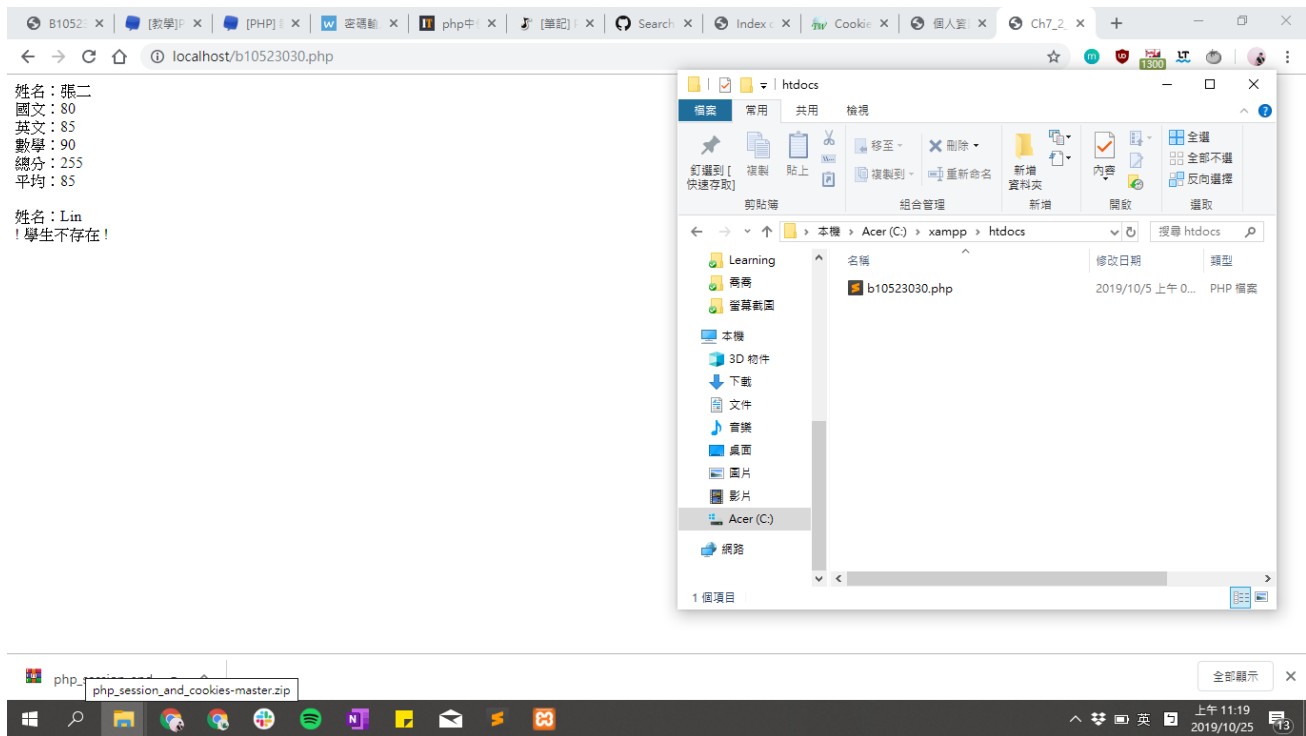 B1052
[教學]P
[PHP]
密碼輸
php中
[筆記]
Search
Index c
Cookie
個人資
Ch7_2_
localhost/b10523030.php
1300
姓名：張二
國文：80
英文：85
數學：90
總分：255
平均：85
姓名：Lin
！學生不存在！
htdocs
檔案 常用 共用 檢視
釘選到 [
快速存取]
複製
貼上
移至
複製到
刪除
重新命名
新增
資料夾
內容
全選
全部不選
反向選擇
剪貼簿 組合管理 新增 開啟 選取
本機 › Acer (C:) › xampp › htdocs
搜尋 htdocs
名稱 修改日期 類型
b10523030.php 2019/10/5 上午 0... PHP 檔案
Learning
喬喬
螢幕截圖
本機
3D 物件
下載
文件
音樂
桌面
圖片
影片
Acer (C:)
網路
1 個項目
php_session_and_cookies-master.zip
全部顯示
英
上午 11:19
2019/10/25
13